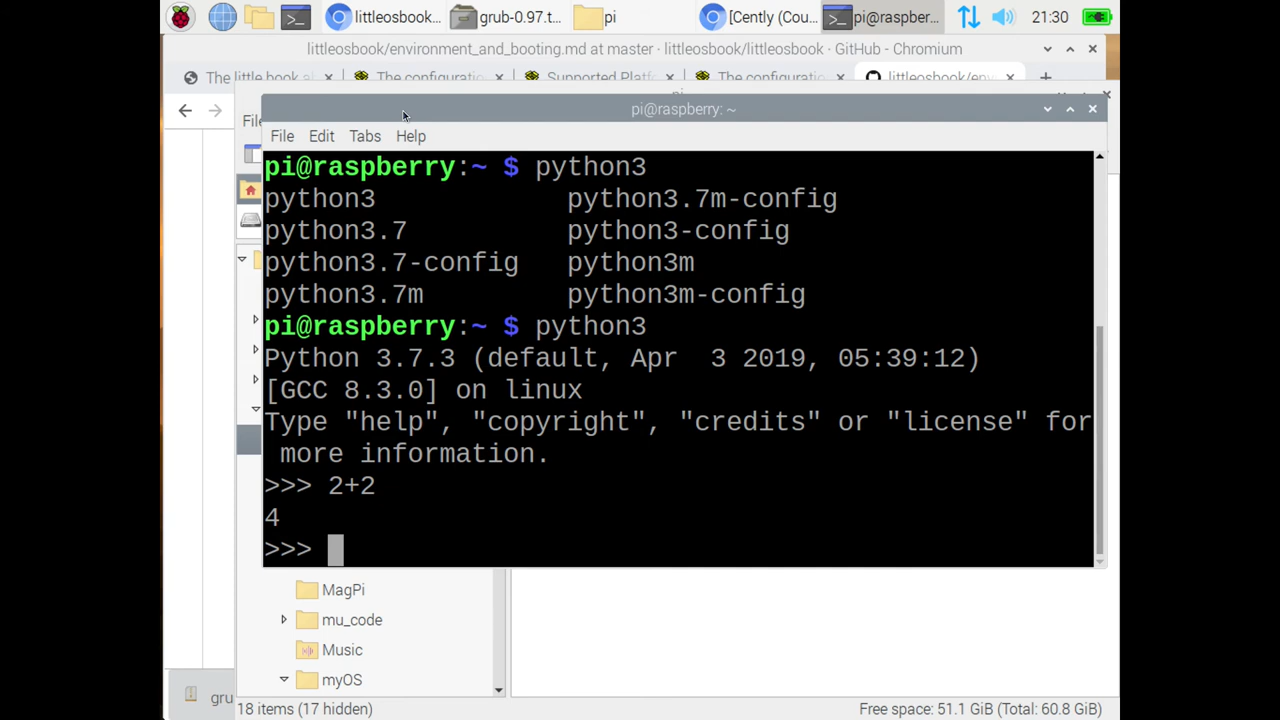 littleosbook...
grub-0.97.t...
pi
[Cently (Cou...
pi@raspber...
21:30
littleosbook/environment_and_booting.md at master · littleosbook/littleosbook · GitHub - Chromium
The little book a
The configurati
Supported Platf
The configuratio
littleosbook/env
pi@raspberry: ~
File
File Edit Tabs Help
pi@raspberry:~ $ python3
python3 python3.7m-config
python3.7 python3-config
python3.7-config python3m
python3.7m python3m-config
pi@raspberry:~ $ python3
Python 3.7.3 (default, Apr  3 2019, 05:39:12)
[GCC 8.3.0] on linux
Type "help", "copyright", "credits" or "license" for
 more information.
>>> 2+2
4
>>>
MagPi
mu_code
Music
myOS
gru
18 items (17 hidden)
Free space: 51.1 GiB (Total: 60.8 GiB)